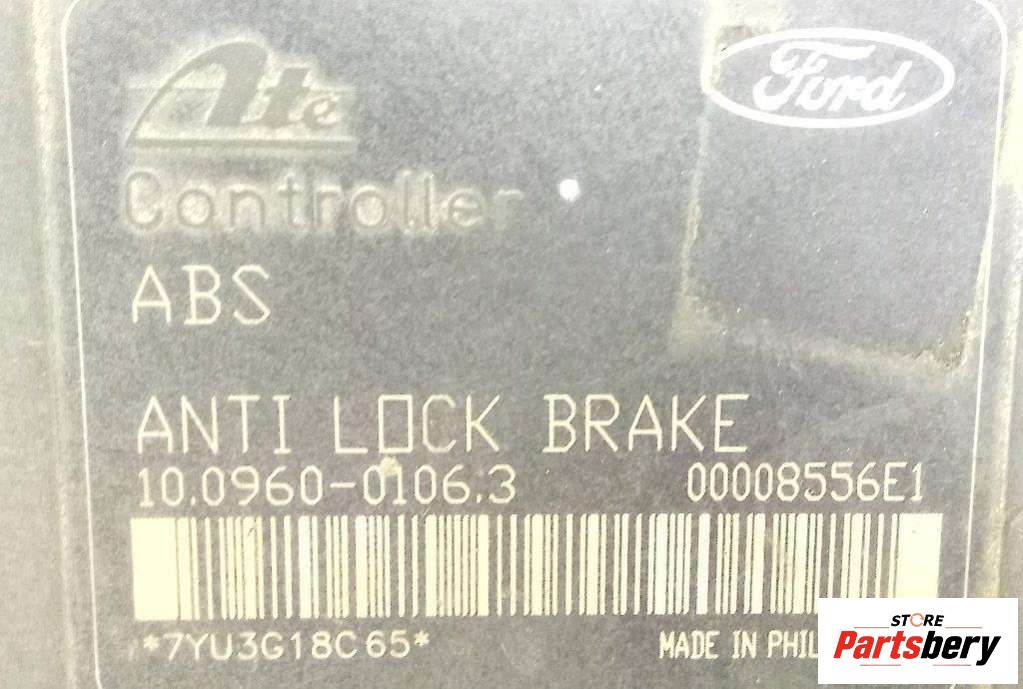 Ate
Ford
Controller
ABS
ANTI LOCK BRAKE
10.0960-0106.3 00008556E1
*7YU3G18C65* MADE IN PHIL
STORE
Partsbery